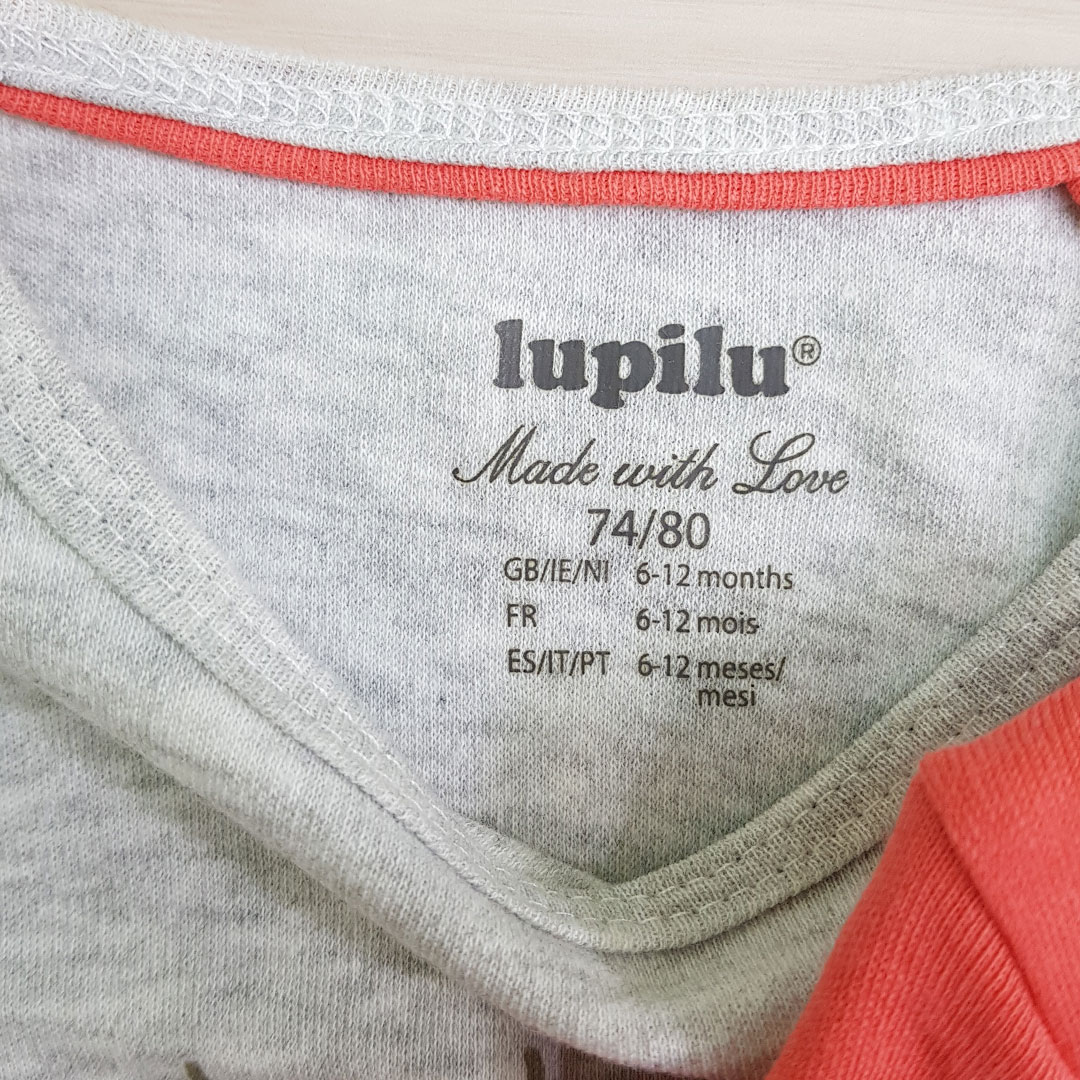 lupilu®
Made with Love
74/80
GB/IE/NI 6-12 months
FR 6-12 mois
ES/IT/PT 6-12 meses/
mesi